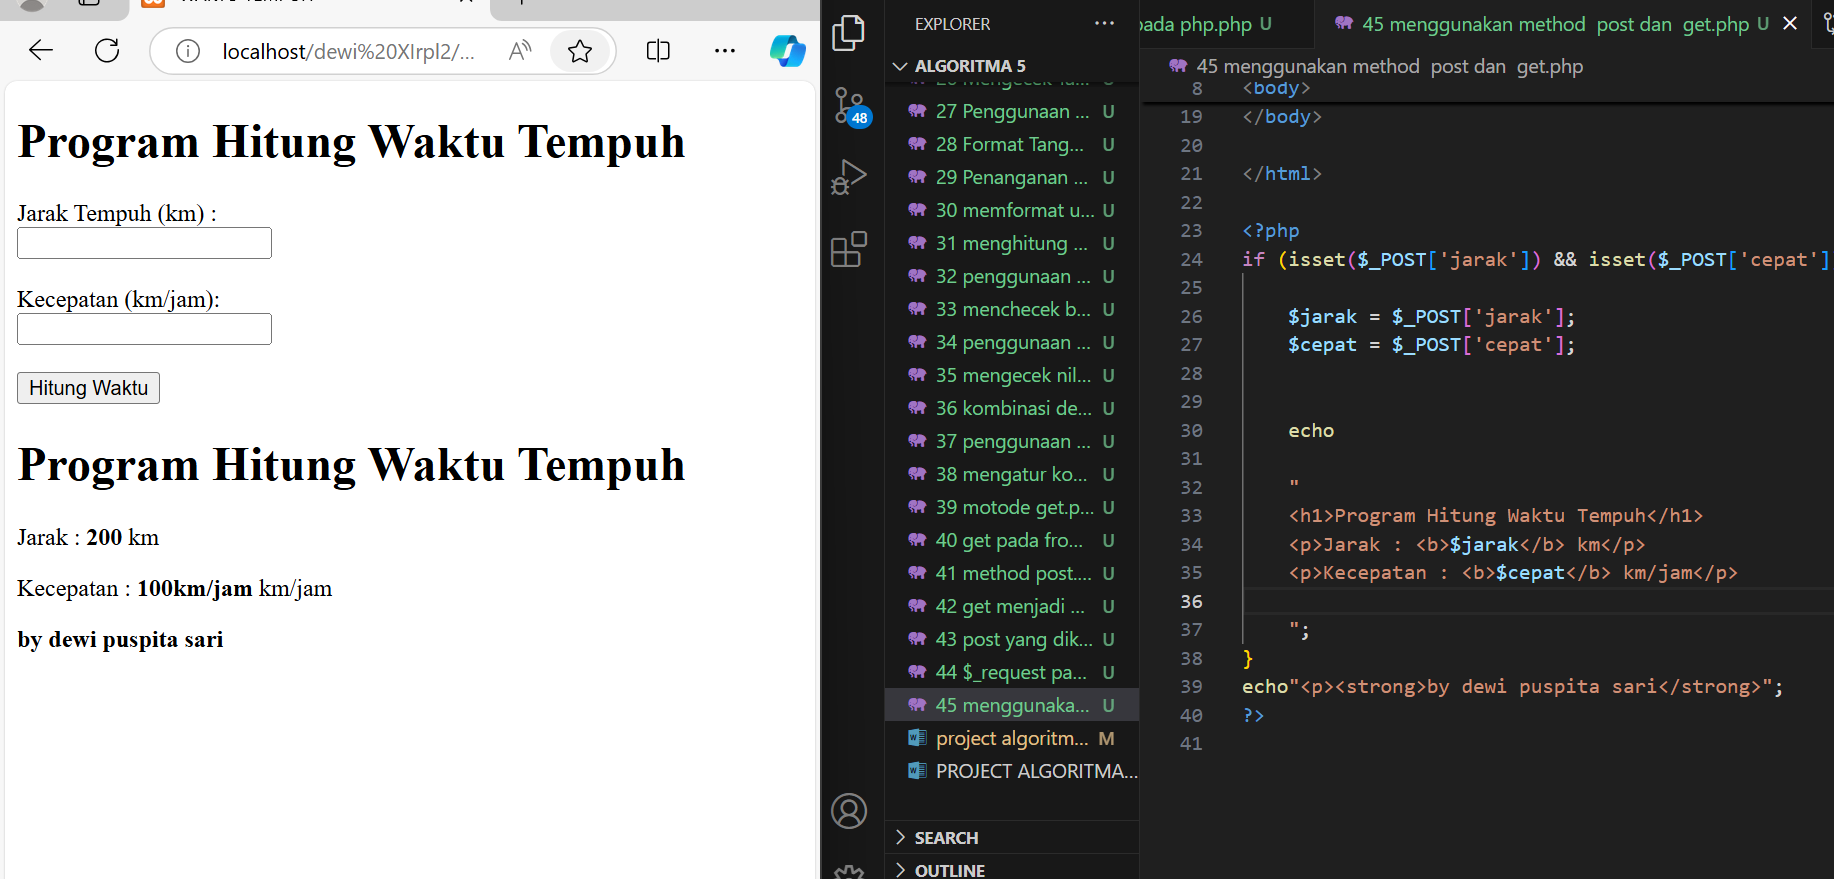 localhost/dewi%20XIrpl2/...
Program Hitung Waktu Tempuh
Jarak Tempuh (km) :
Kecepatan (km/jam):
Hitung Waktu
Program Hitung Waktu Tempuh
Jarak : 200 km
Kecepatan : 100km/jam km/jam
by dewi puspita sari
48
EXPLORER
ALGORITMA 5
27 Penggunaan ... U
28 Format Tang... U
29 Penanganan ... U
30 memformat u... U
31 menghitung ... U
32 penggunaan ... U
33 menchecek b... U
34 penggunaan ... U
35 mengecek nil... U
36 kombinasi de... U
37 penggunaan ... U
38 mengatur ko... U
39 motode get.p... U
40 get pada fro... U
41 method post.... U
42 get menjadi ... U
43 post yang dik... U
44 $_request pa... U
45 menggunaka... U
project algoritm... M
PROJECT ALGORITMA...
SEARCH
OUTLINE
pada php.php U
45 menggunakan method post dan get.php U
45 menggunakan method post dan get.php
8 <body>
19 </body>
20
21 </html>
22
23 <?php
24 if (isset($_POST['jarak']) && isset($_POST['cepat']
25
26 $jarak = $_POST['jarak'];
27 $cepat = $_POST['cepat'];
28
29
30 echo
31
32 "
33 <h1>Program Hitung Waktu Tempuh</h1>
34 <p>Jarak : <b>$jarak</b> km</p>
35 <p>Kecepatan : <b>$cepat</b> km/jam</p>
36
37 ";
38 }
39 echo"<p><strong>by dewi puspita sari</strong>";
40 ?>
41